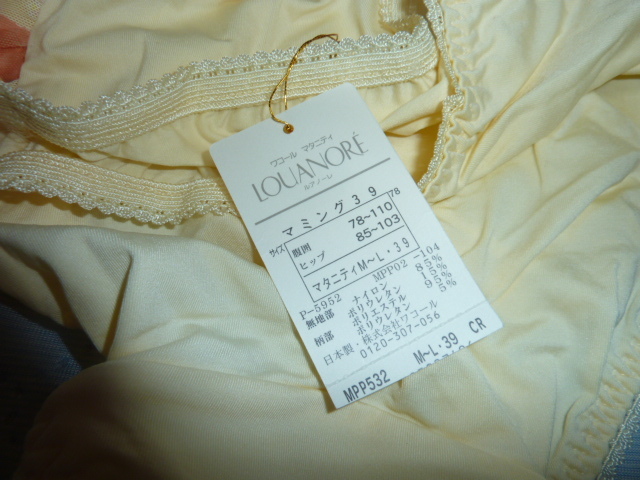 ワコール マタニティ
LOUANORÉ
ルアノーレ
マミング39
78
サイズ 腹囲 78~110
ヒップ 85~103
マタニティM~L・39
P-5952 MPP02 -104
無地部 ナイロン 85%
ポリウレタン 15%
柄部 ポリエステル 95%
ポリウレタン 5%
日本製・株式会社ワコール
0120-307-056
MPP532 M~L・39 CR